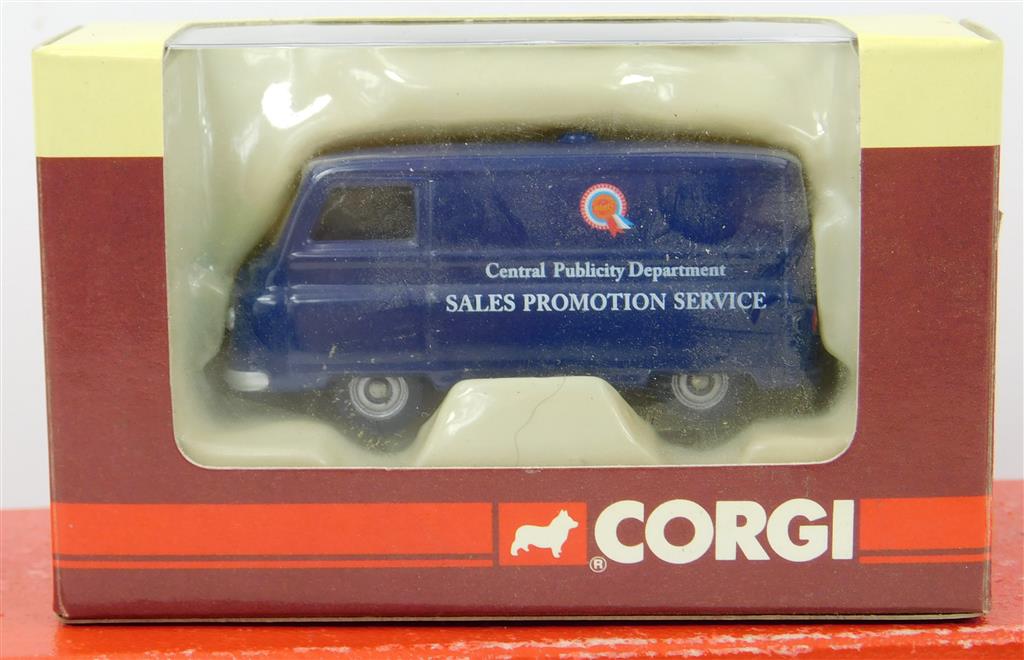 Central Publicity Department
SALES PROMOTION SERVICE
® CORGI